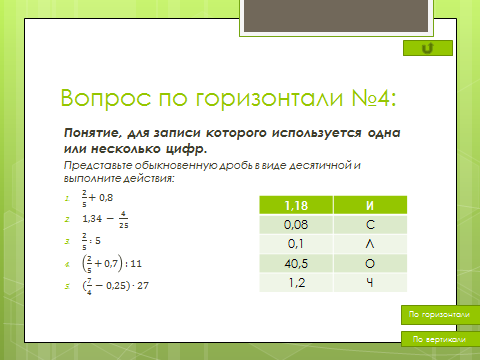 Вопрос по горизонтали №4:
Понятие, для записи которого используется одна
или несколько цифр.
Представьте обыкновенную дробь в виде десятичной и
выполните действия:
1. 2/5 + 0,8
2. 1,34 − 4/25
3. 2/5 : 5
4. (2/5 + 0,7) : 11
5. (7/4 − 0,25) · 27
1,18 И
0,08 С
0,1 Л
40,5 О
1,2 Ч
По горизонтали
По вертикали